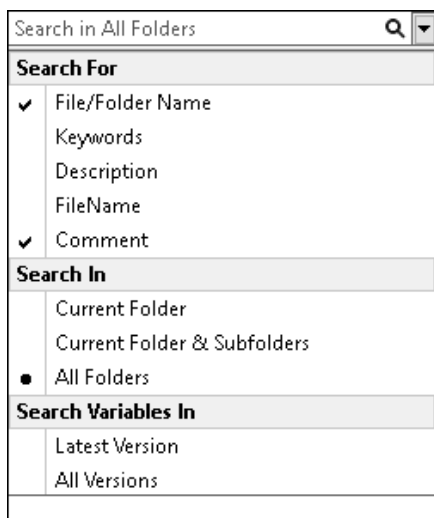 Search in All Folders
Search For
File/Folder Name
Keywords
Description
FileName
Comment
Search In
Current Folder
Current Folder & Subfolders
All Folders
Search Variables In
Latest Version
All Versions